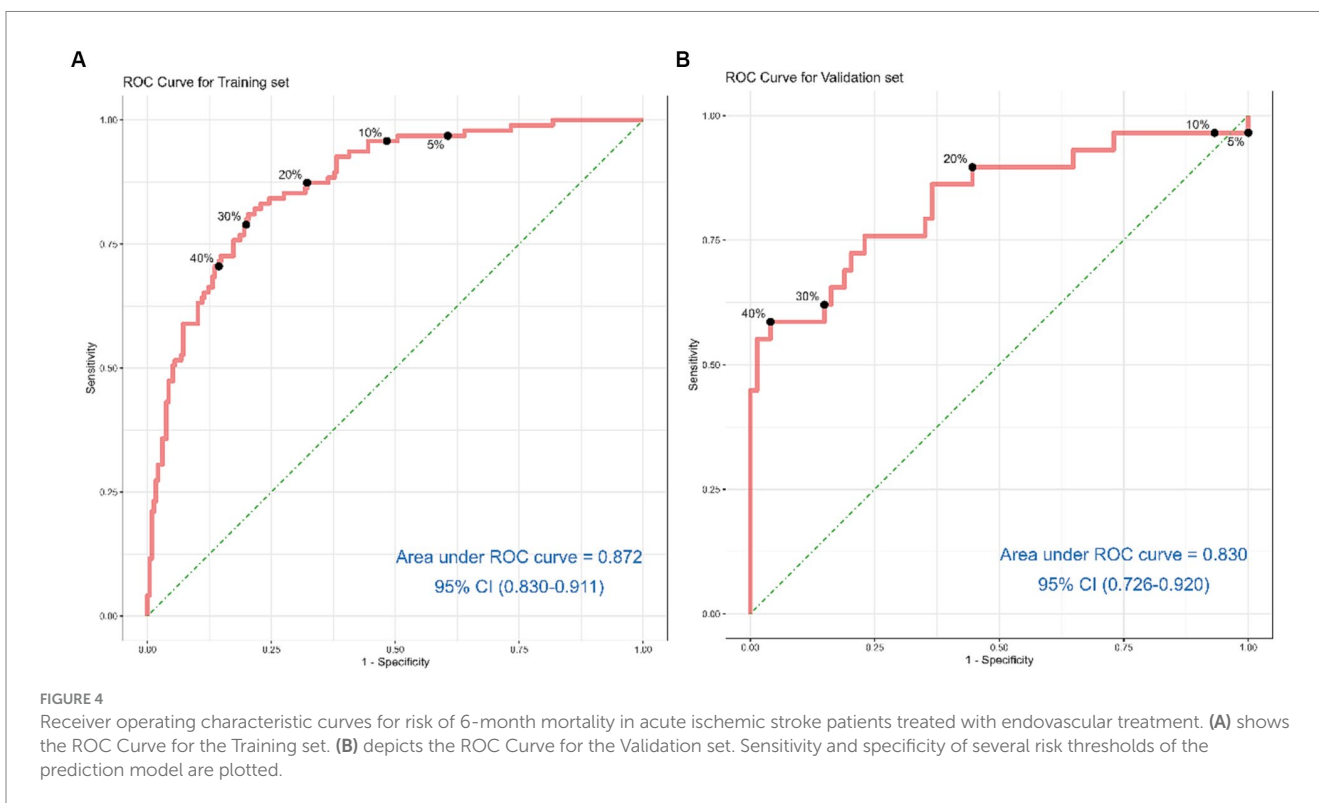 A
ROC Curve for Training set
1.00
0.75
0.50
0.25
0.00
Sensitivity
10%
5%
20%
30%
40%
Area under ROC curve = 0.872
95% CI (0.830-0.911)
0.00 0.25 0.50 0.75 1.00
1 - Specificity
B
ROC Curve for Validation set
1.00
0.75
0.50
0.25
0.00
Sensitivity
10%
5%
20%
30%
40%
Area under ROC curve = 0.830
95% CI (0.726-0.920)
0.00 0.25 0.50 0.75 1.00
1 - Specificity
FIGURE 4
Receiver operating characteristic curves for risk of 6-month mortality in acute ischemic stroke patients treated with endovascular treatment. (A) shows
the ROC Curve for the Training set. (B) depicts the ROC Curve for the Validation set. Sensitivity and specificity of several risk thresholds of the
prediction model are plotted.